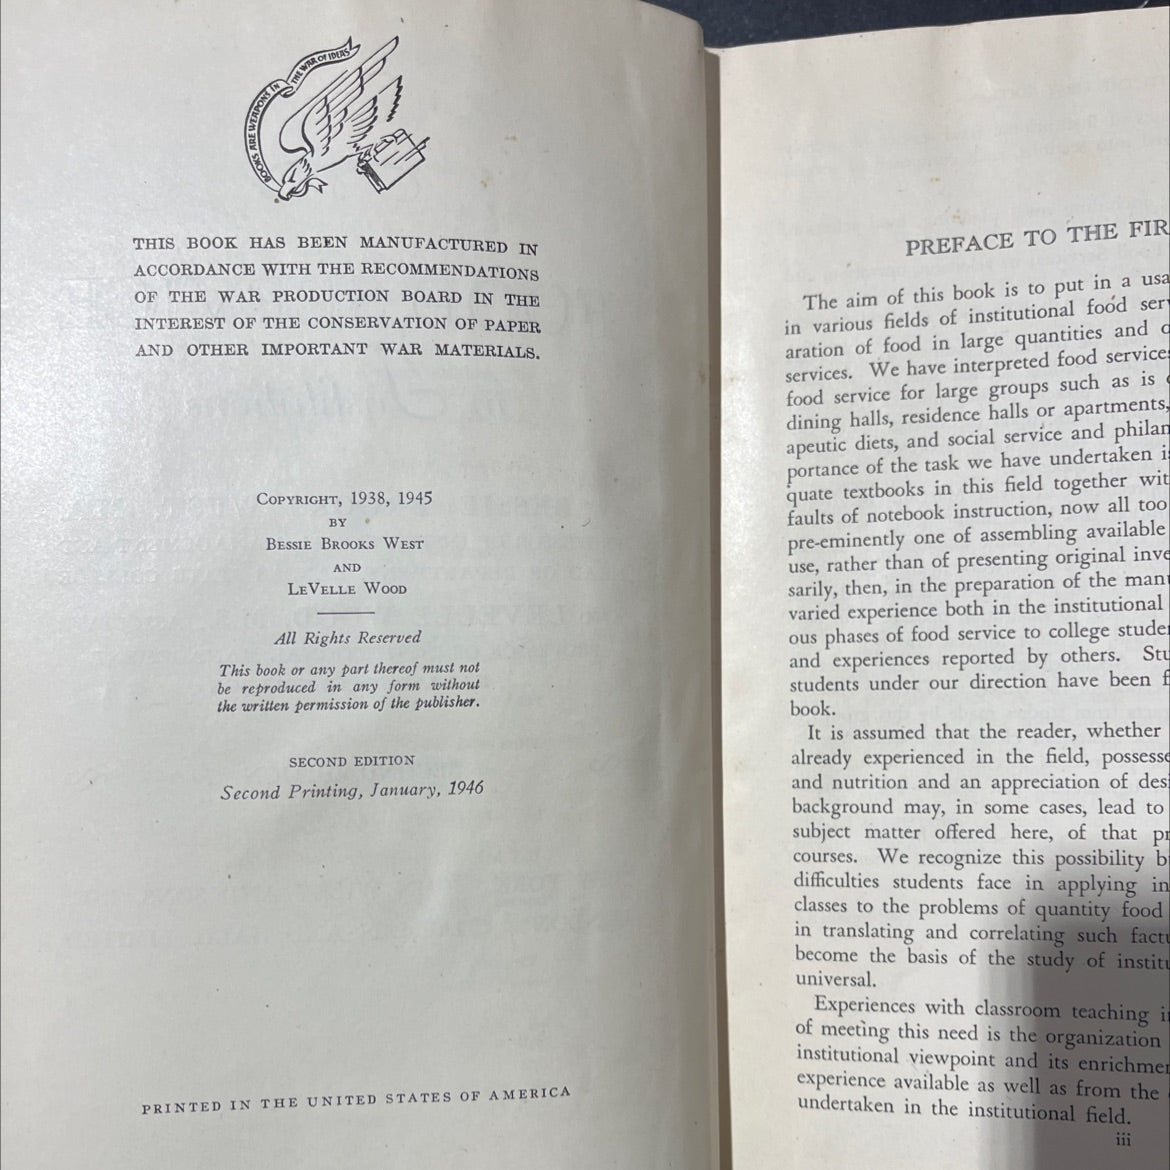 BOOKS ARE WEAPONS IN THE WAR OF IDEAS
THIS BOOK HAS BEEN MANUFACTURED IN
ACCORDANCE WITH THE RECOMMENDATIONS
OF THE WAR PRODUCTION BOARD IN THE
INTEREST OF THE CONSERVATION OF PAPER
AND OTHER IMPORTANT WAR MATERIALS.
COPYRIGHT, 1938, 1945
BY
BESSIE BROOKS WEST
AND
LEVELLE WOOD
All Rights Reserved
This book or any part thereof must not
be reproduced in any form without
the written permission of the publisher.
SECOND EDITION
Second Printing, January, 1946
PRINTED IN THE UNITED STATES OF AMERICA
PREFACE TO THE FIR
The aim of this book is to put in a usa
in various fields of institutional food ser
aration of food in large quantities and
services. We have interpreted food services
food service for large groups such as is
dining halls, residence halls or apartments,
apeutic diets, and social service and philan
portance of the task we have undertaken is
quate textbooks in this field together wit
faults of notebook instruction, now all too
pre-eminently one of assembling available
use, rather than of presenting original inve
sarily, then, in the preparation of the manu
varied experience both in the institutional
ous phases of food service to college studen
and experiences reported by others. Stu
students under our direction have been f
book.
It is assumed that the reader, whether
already experienced in the field, possesse
and nutrition and an appreciation of desi
background may, in some cases, lead to
subject matter offered here, of that pr
courses. We recognize this possibility b
difficulties students face in applying in
classes to the problems of quantity food
in translating and correlating such factu
become the basis of the study of institu
universal.
Experiences with classroom teaching i
of meeting this need is the organization
institutional viewpoint and its enrichmen
experience available as well as from the
undertaken in the institutional field.
iii